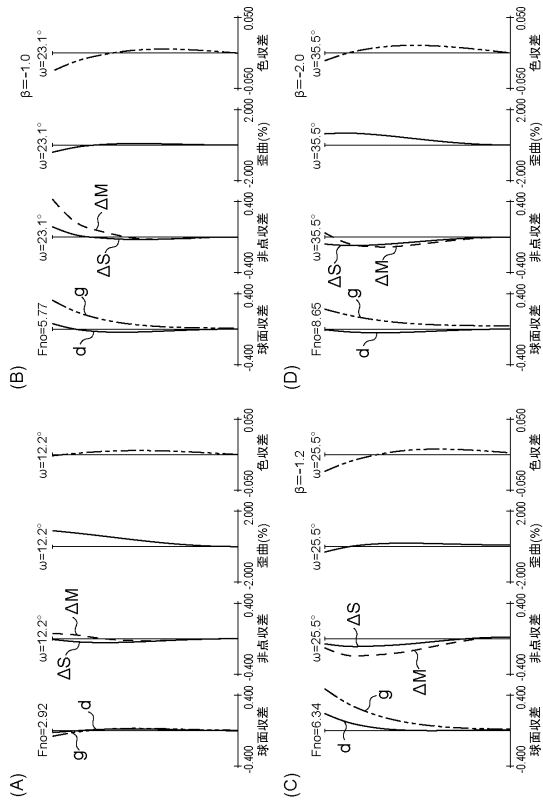 (A)
Fno=2.92
g
d
-0.400
0.400
球面収差
ω=12.2°
ΔS
ΔM
-0.400
0.400
非点収差
ω=12.2°
-2.000
2.000
歪曲(%)
ω=12.2°
-0.050
0.050
色収差
(B)
β=-1.0
Fno=5.77
d
g
-0.400
0.400
球面収差
ω=23.1°
ΔS
ΔM
-0.400
0.400
非点収差
ω=23.1°
-2.000
2.000
歪曲(%)
ω=23.1°
-0.050
0.050
色収差
(C)
β=-1.2
Fno=6.34
d
g
-0.400
0.400
球面収差
ω=25.5°
ΔM
ΔS
-0.400
0.400
非点収差
ω=25.5°
-2.000
2.000
歪曲(%)
ω=25.5°
-0.050
0.050
色収差
(D)
β=-2.0
Fno=8.65
d
g
-0.400
0.400
球面収差
ω=35.5°
ΔS
ΔM
-0.400
0.400
非点収差
ω=35.5°
-2.000
2.000
歪曲(%)
ω=35.5°
-0.050
0.050
色収差